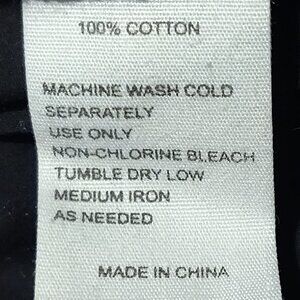 100% COTTON
MACHINE WASH COLD
SEPARATELY
USE ONLY
NON-CHLORINE BLEACH
TUMBLE DRY LOW
MEDIUM IRON
AS NEEDED
MADE IN CHINA